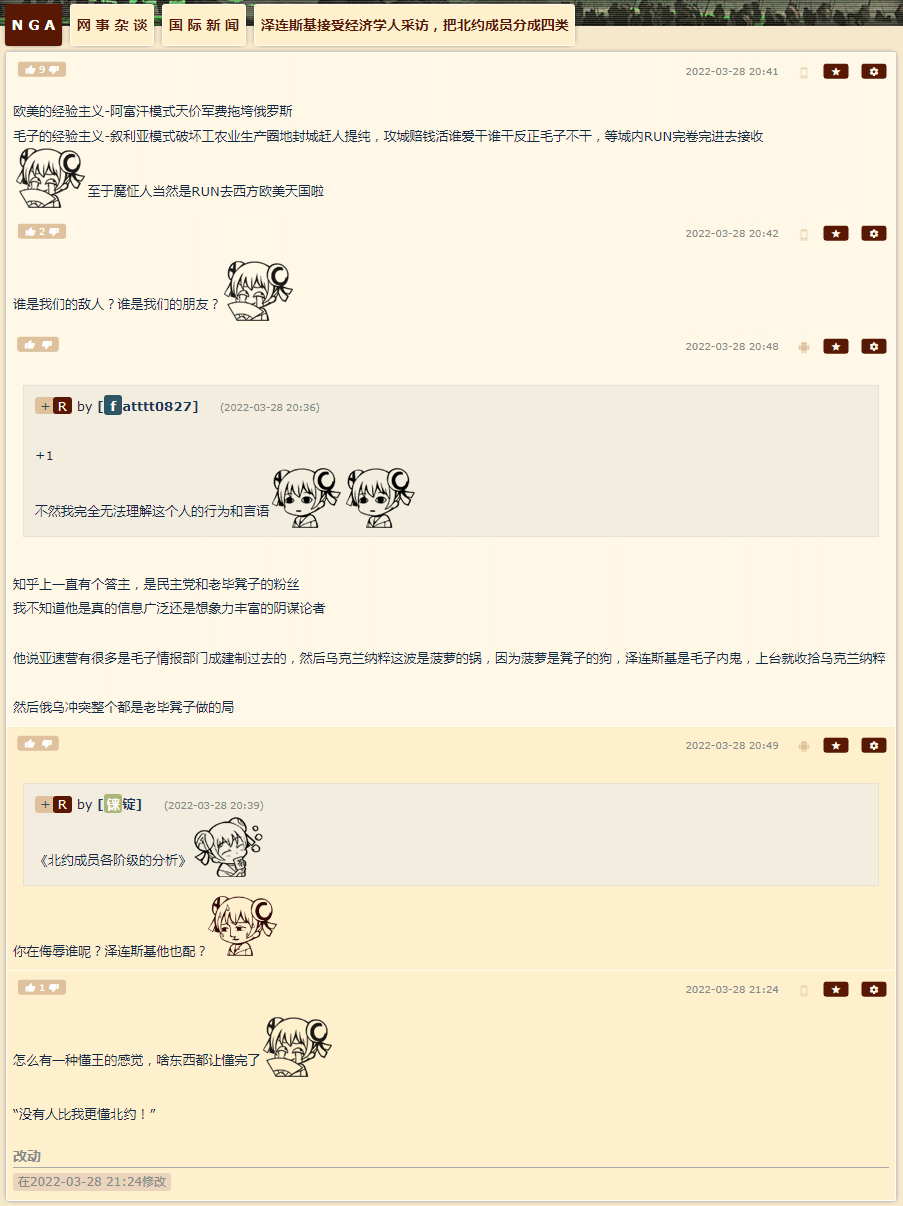 NGA 网事杂谈 国际新闻 泽连斯基接受经济学人采访，把北约成员分成四类
9 2022-03-28 20:41
欧美的经验主义-阿富汗模式天价军费拖垮俄罗斯
毛子的经验主义-叙利亚模式破坏工农业生产圈地封城赶人提纯，攻城赔钱活谁爱干谁干反正毛子不干，等城内RUN完卷完进去接收
至于魔怔人当然是RUN去西方欧美天国啦
2 2022-03-28 20:42
谁是我们的敌人？谁是我们的朋友？
2022-03-28 20:48
+ R by [fatttt0827] (2022-03-28 20:36)
+1
不然我完全无法理解这个人的行为和言语
知乎上一直有个答主，是民主党和老毕凳子的粉丝
我不知道他是真的信息广泛还是想象力丰富的阴谋论者
他说亚速营有很多是毛子情报部门成建制过去的，然后乌克兰纳粹这波是菠萝的锅，因为菠萝是凳子的狗，泽连斯基是毛子内鬼，上台就收拾乌克兰纳粹
然后俄乌冲突整个都是老毕凳子做的局
2022-03-28 20:49
+ R by [铼锭] (2022-03-28 20:39)
《北约成员各阶级的分析》
你在侮辱谁呢？泽连斯基他也配？
1 2022-03-28 21:24
怎么有一种懂王的感觉，啥东西都让懂完了
“没有人比我更懂北约！”
改动
在2022-03-28 21:24修改